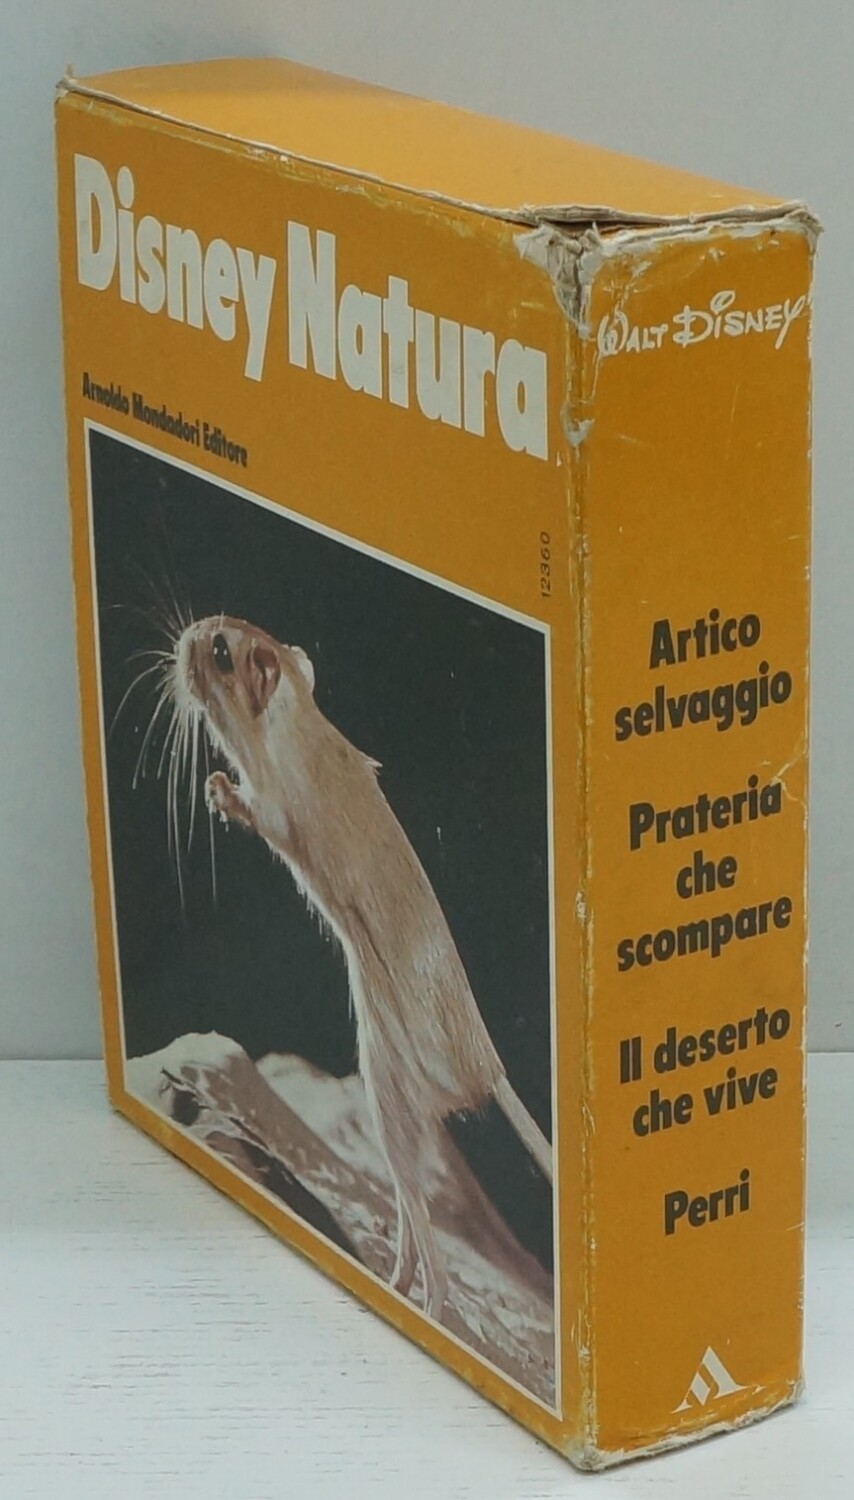 Disney Natura
Arnoldo Mondadori Editore
12360
WALT DISNEY
Artico
selvaggio
Prateria
che
scompare
Il deserto
che vive
Perri